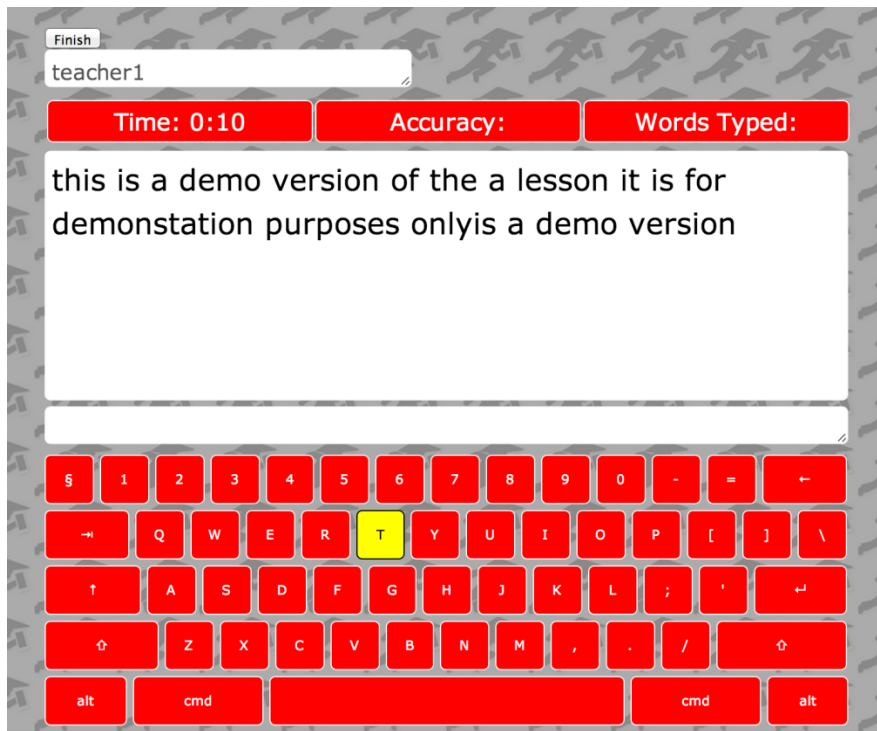 Finish
teacher1
Time: 0:10 Accuracy: Words Typed:
this is a demo version of the a lesson it is for
demonstation purposes onlyis a demo version
§ 1 2 3 4 5 6 7 8 9 0 - = ←
⇥ Q W E R T Y U I O P [ ] \
↑ A S D F G H J K L ; ' ↵
⇧ Z X C V B N M , . / ⇧
alt cmd cmd alt